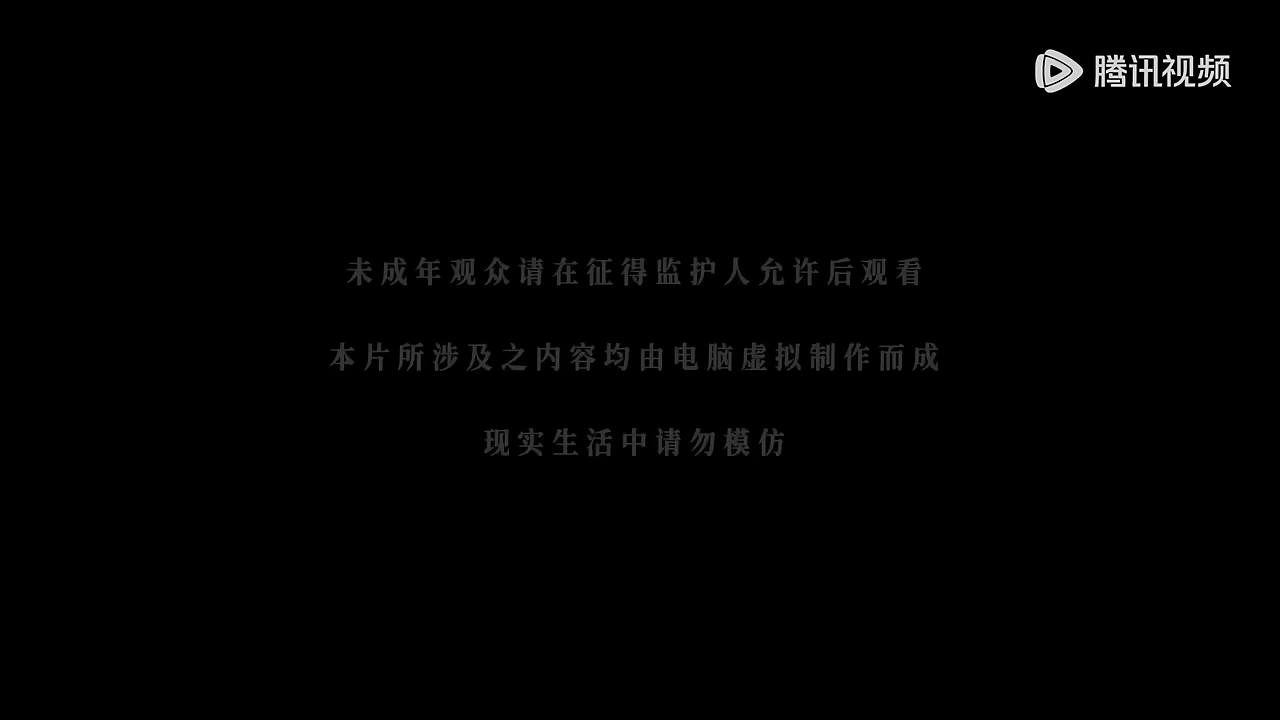 腾讯视频
未成年观众请在征得监护人允许后观看
本片所涉及之内容均由电脑虚拟制作而成
现实生活中请勿模仿